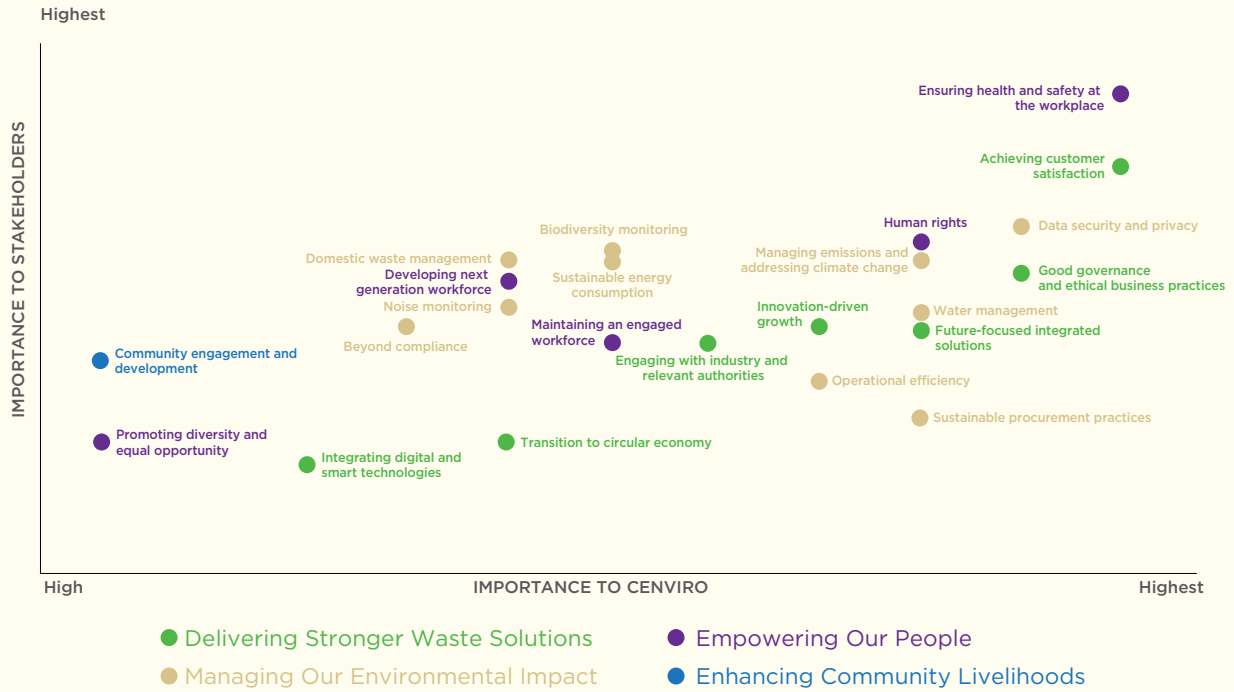 Highest
IMPORTANCE TO STAKEHOLDERS
Ensuring health and safety at
the workplace
Achieving customer
satisfaction
Human rights
Data security and privacy
Biodiversity monitoring
Domestic waste management
Managing emissions and
addressing climate change
Developing next
generation workforce
Sustainable energy
consumption
Good governance
and ethical business practices
Noise monitoring
Innovation-driven
growth
Water management
Maintaining an engaged
workforce
Future-focused integrated
solutions
Beyond compliance
Community engagement and
development
Engaging with industry and
relevant authorities
Operational efficiency
Sustainable procurement practices
Promoting diversity and
equal opportunity
Transition to circular economy
Integrating digital and
smart technologies
High
IMPORTANCE TO CENVIRO
Highest
Delivering Stronger Waste Solutions
Empowering Our People
Managing Our Environmental Impact
Enhancing Community Livelihoods